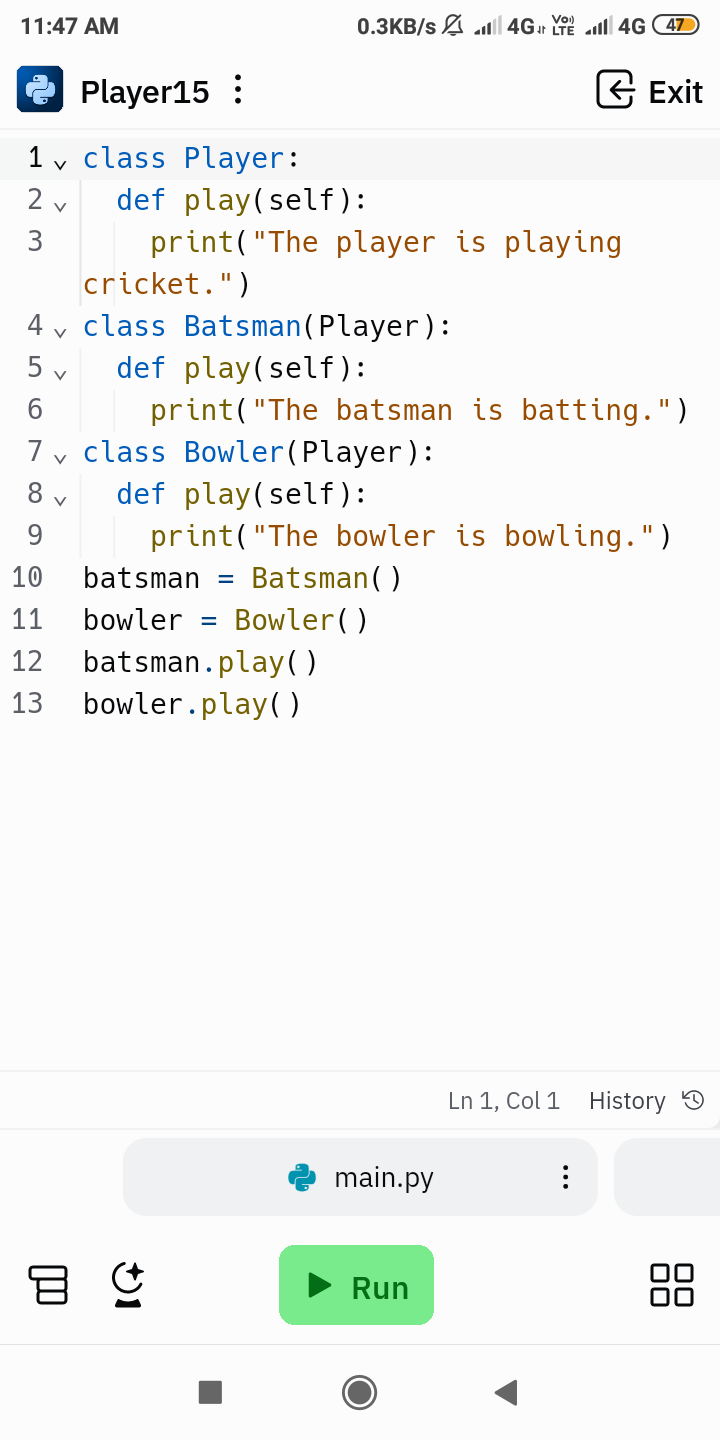 11:47 AM 0.3KB/s 4G Vo)) LTE 4G 47
Player15 Exit
1 class Player:
2   def play(self):
3     print("The player is playing
cricket.")
4 class Batsman(Player):
5   def play(self):
6     print("The batsman is batting.")
7 class Bowler(Player):
8   def play(self):
9     print("The bowler is bowling.")
10 batsman = Batsman()
11 bowler = Bowler()
12 batsman.play()
13 bowler.play()
Ln 1, Col 1 History
main.py
Run